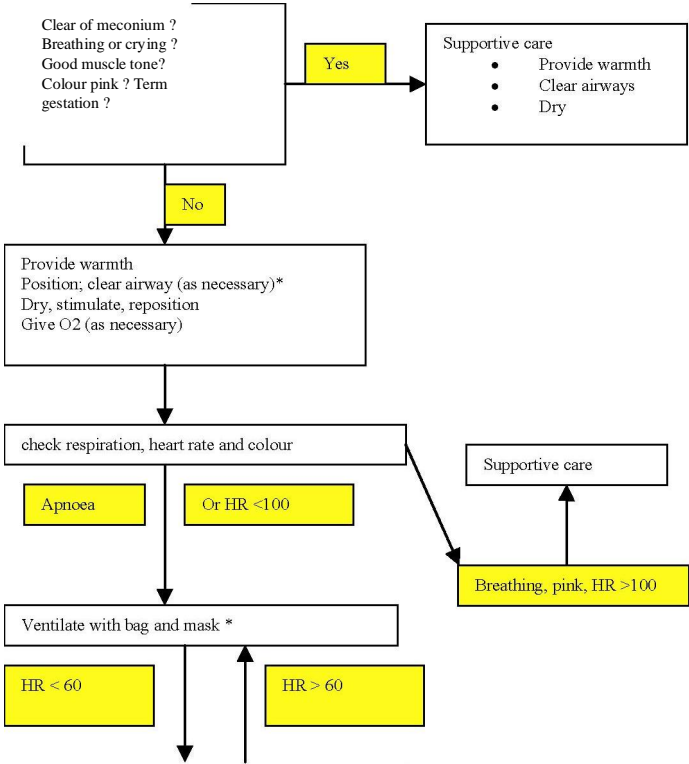 Clear of meconium ?
Breathing or crying ?
Good muscle tone?
Colour pink ? Term
gestation ?
Yes
Supportive care
• Provide warmth
• Clear airways
• Dry
No
Provide warmth
Position; clear airway (as necessary)*
Dry, stimulate, reposition
Give O2 (as necessary)
check respiration, heart rate and colour
Supportive care
Apnoea
Or HR <100
Breathing, pink, HR >100
Ventilate with bag and mask *
HR < 60
HR > 60